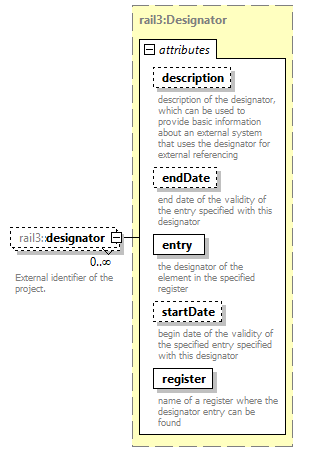 rail3:Designator
attributes
description
description of the designator,
which can be used to
provide basic information
about an external system
that uses the designator for
external referencing
endDate
end date of the validity of
the entry specified with this
designator
rail3::designator
0..∞
External identifier of the
project.
entry
the designator of the
element in the specified
register
startDate
begin date of the validity of
the specified entry specified
with this designator
register
name of a register where the
designator entry can be
found